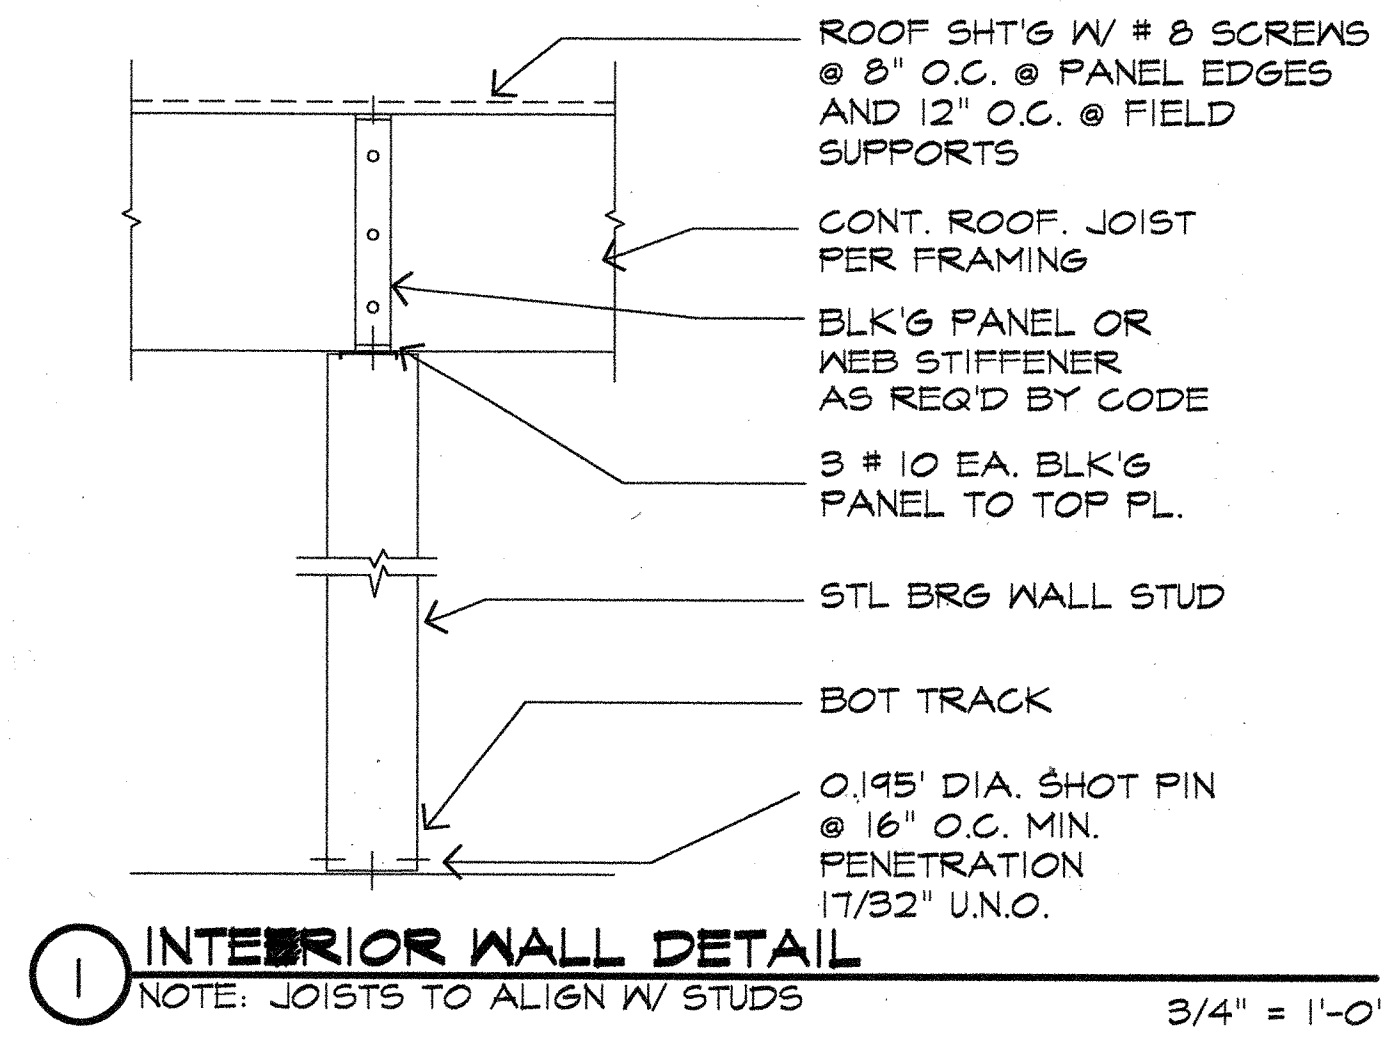 ROOF SHT'G W/ # 8 SCREWS
@ 8" O.C. @ PANEL EDGES
AND 12" O.C. @ FIELD
SUPPORTS
CONT. ROOF. JOIST
PER FRAMING
BLK'G PANEL OR
WEB STIFFENER
AS REQ'D BY CODE
3 # 10 EA. BLK'G
PANEL TO TOP PL.
STL BRG WALL STUD
BOT TRACK
0.195' DIA. SHOT PIN
@ 16" O.C. MIN.
PENETRATION
17/32" U.N.O.
1 INTERIOR WALL DETAIL
NOTE: JOISTS TO ALIGN W/ STUDS
3/4" = 1'-0'